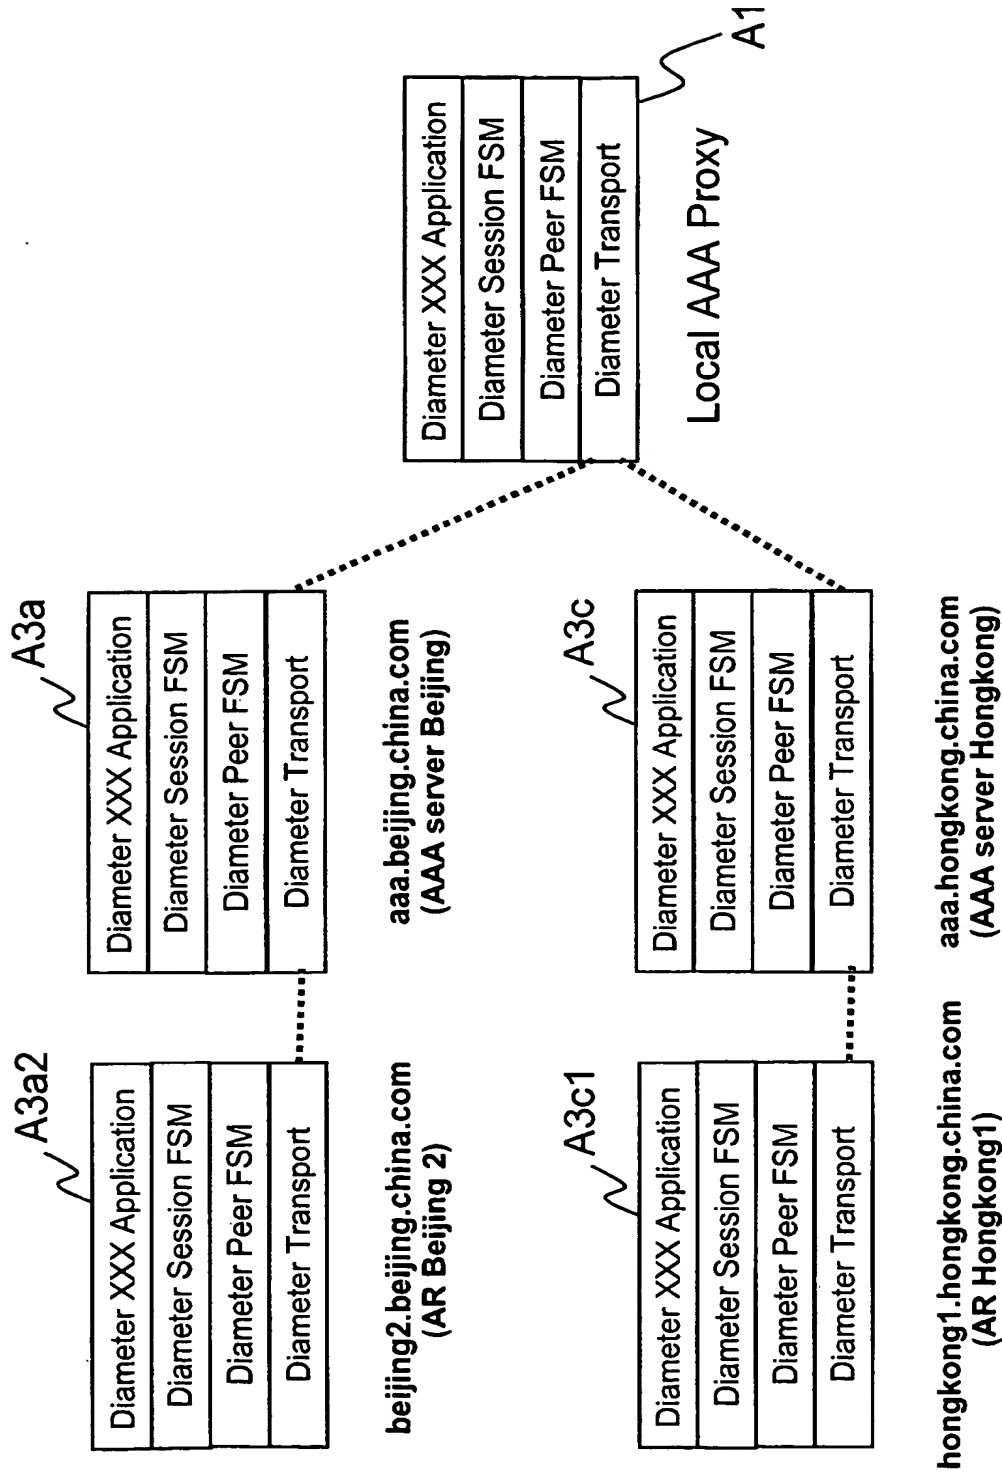 A3a2
Diameter XXX Application
Diameter Session FSM
Diameter Peer FSM
Diameter Transport
beijing2.beijing.china.com
(AR Beijing 2)
A3a
Diameter XXX Application
Diameter Session FSM
Diameter Peer FSM
Diameter Transport
aaa.beijing.china.com
(AAA server Beijing)
Diameter XXX Application
Diameter Session FSM
Diameter Peer FSM
Diameter Transport
A1
Local AAA Proxy
A3c1
Diameter XXX Application
Diameter Session FSM
Diameter Peer FSM
Diameter Transport
hongkong1.hongkong.china.com
(AR Hongkong1)
A3c
Diameter XXX Application
Diameter Session FSM
Diameter Peer FSM
Diameter Transport
aaa.hongkong.china.com
(AAA server Hongkong)